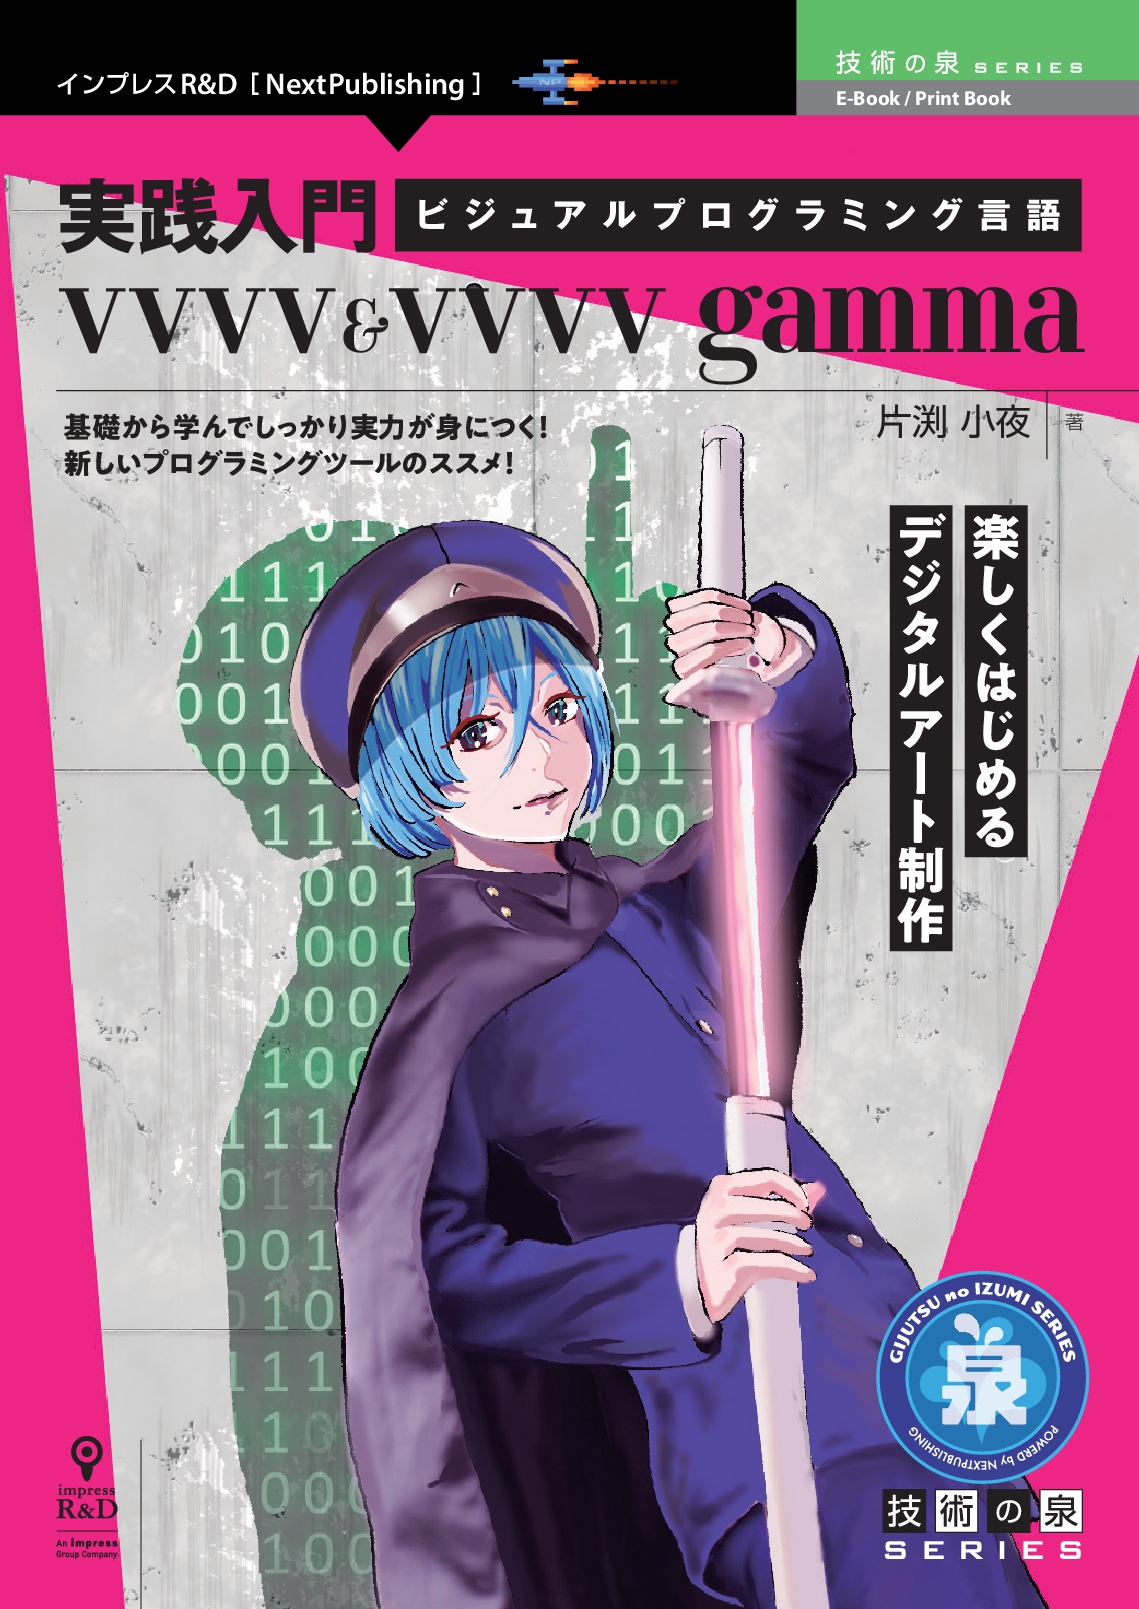 インプレスR&D [ NextPublishing ]
NP
技術の泉 SERIES
E-Book / Print Book
実践入門
ビジュアルプログラミング言語
VVVV&VVVV gamma
基礎から学んでしっかり実力が身につく!
新しいプログラミングツールのススメ!
片渕 小夜 著
楽しくはじめる
デジタルアート制作
GIJUTSU no IZUMI SERIES
泉
POWERD by NEXTPUBLISHING
技術の泉
SERIES
impress
R&D
An impress
Group Company